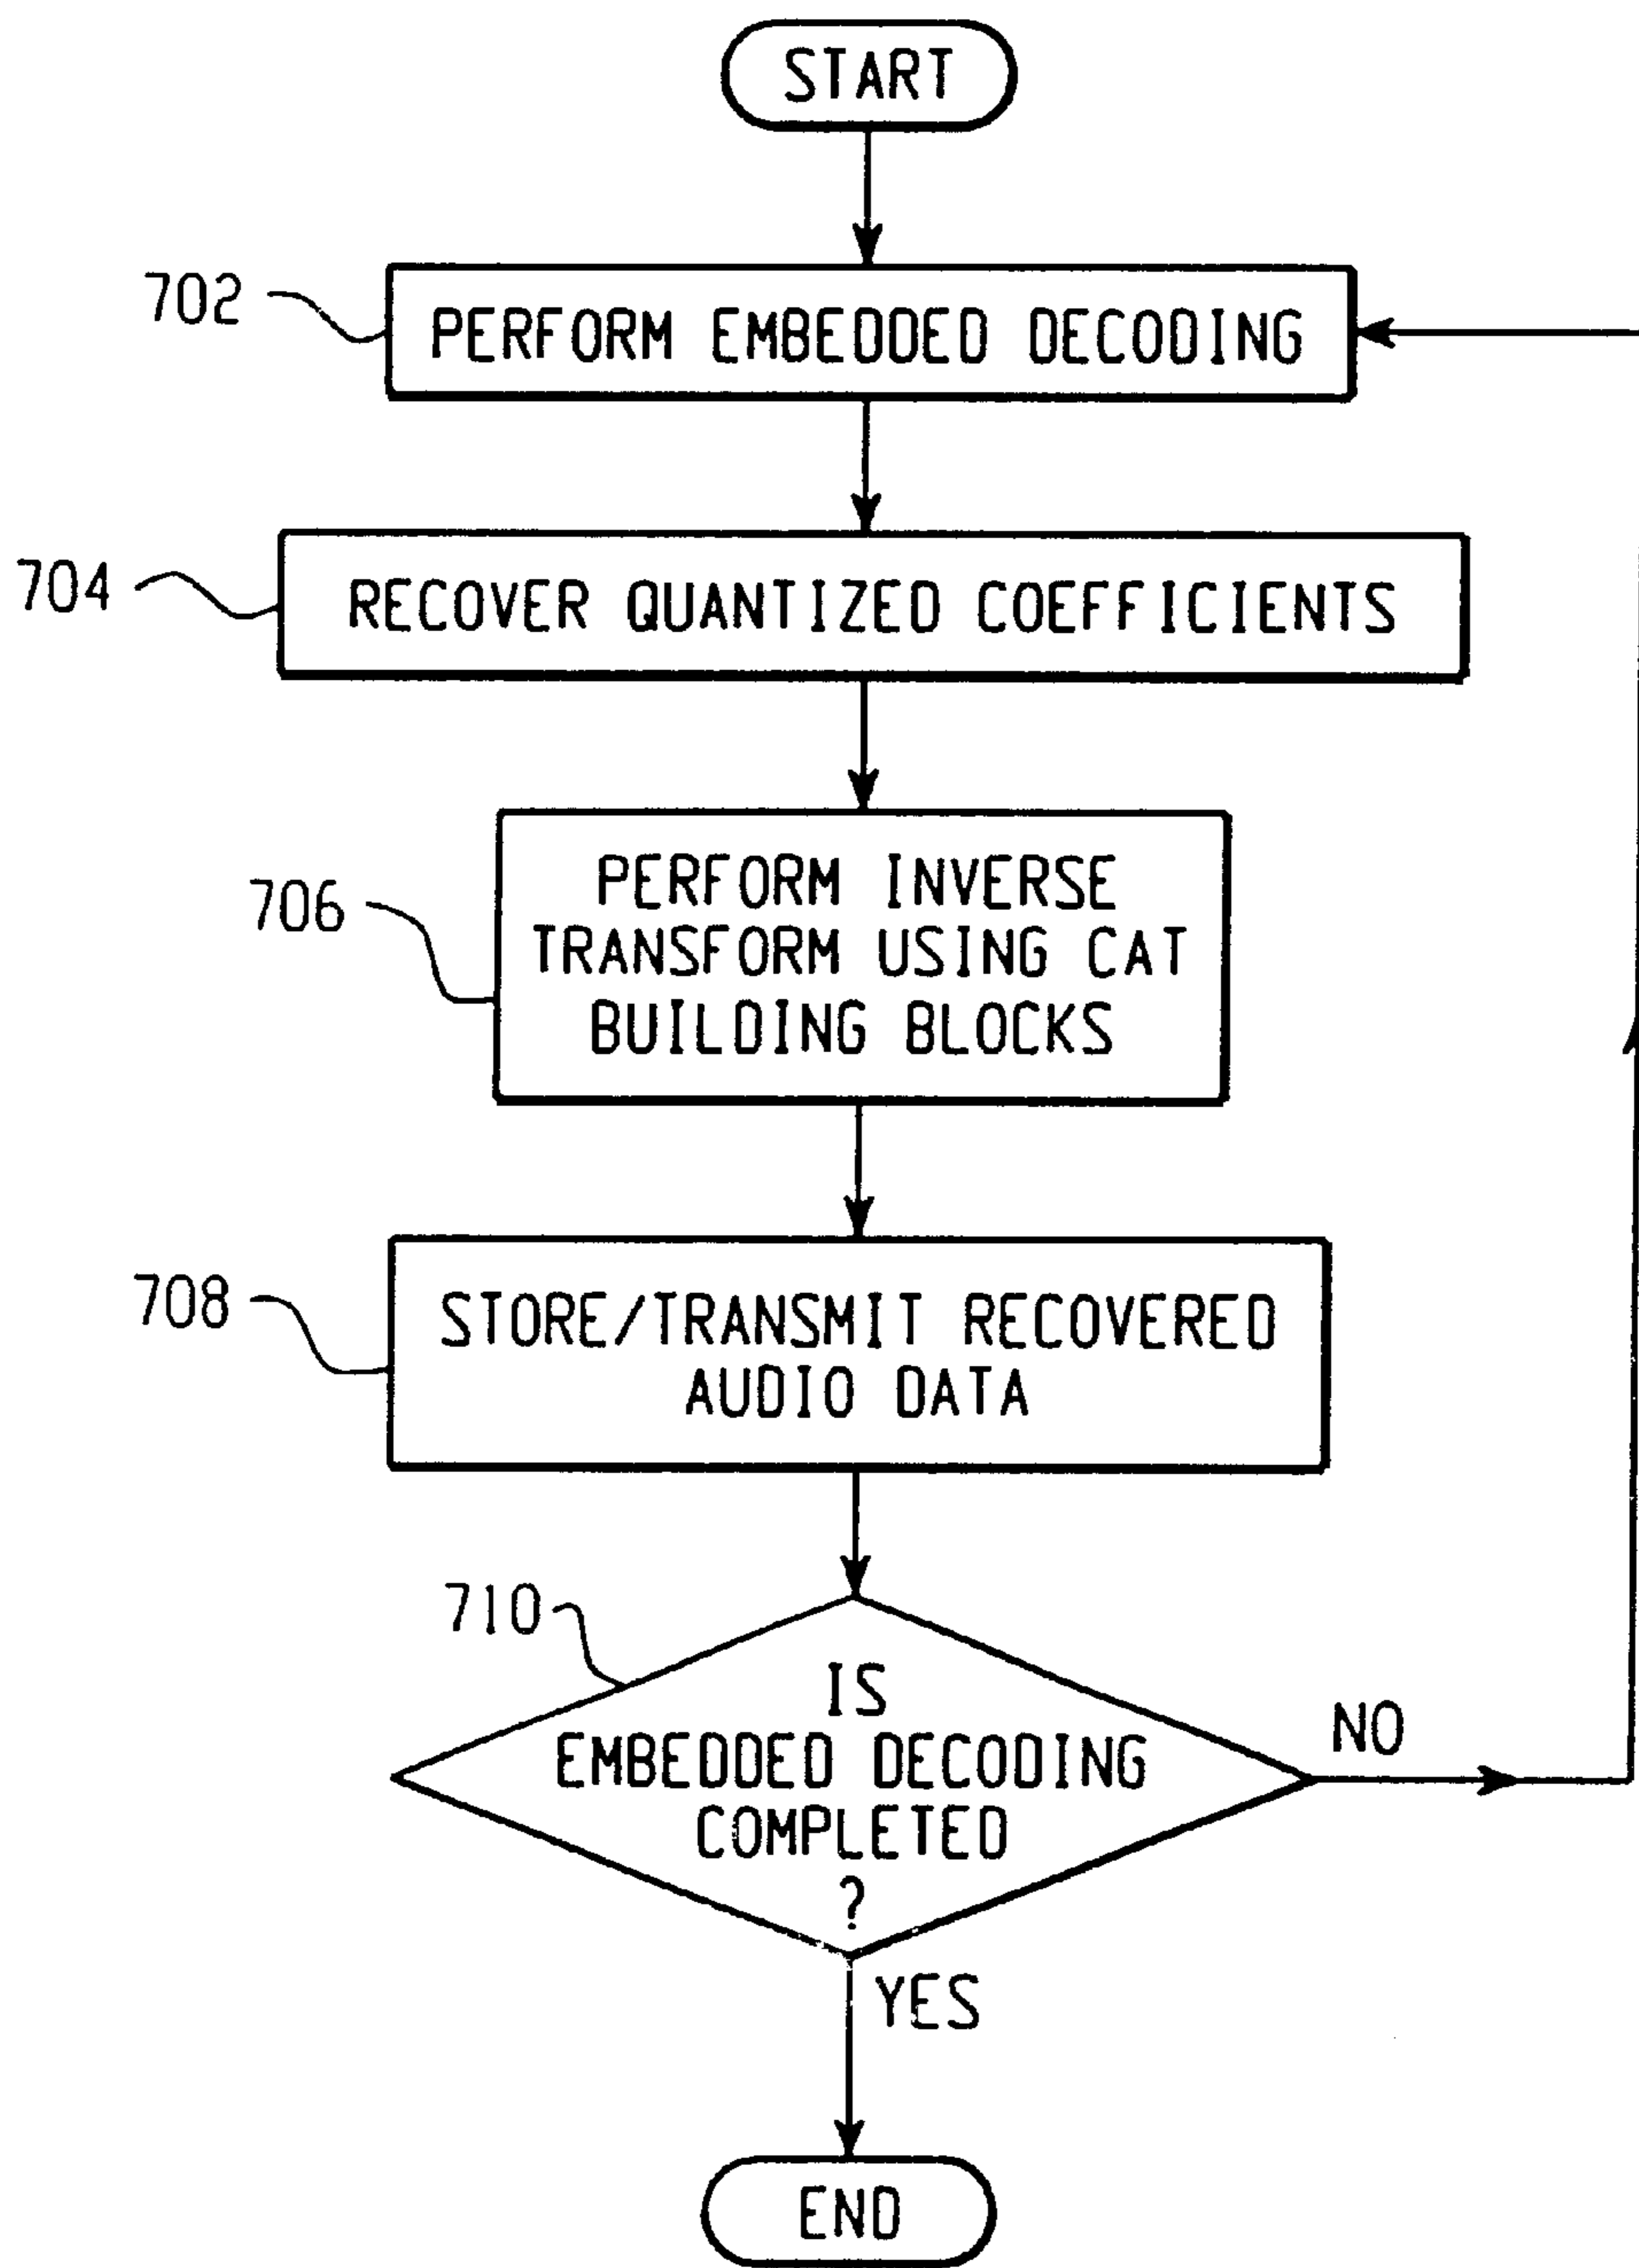 START
702
PERFORM EMBEDDED DECODING
704
RECOVER QUANTIZED COEFFICIENTS
706
PERFORM INVERSE
TRANSFORM USING CAT
BUILDING BLOCKS
708
STORE/TRANSMIT RECOVERED
AUDIO DATA
710
IS
EMBEDDED DECODING
COMPLETED
?
NO
YES
END